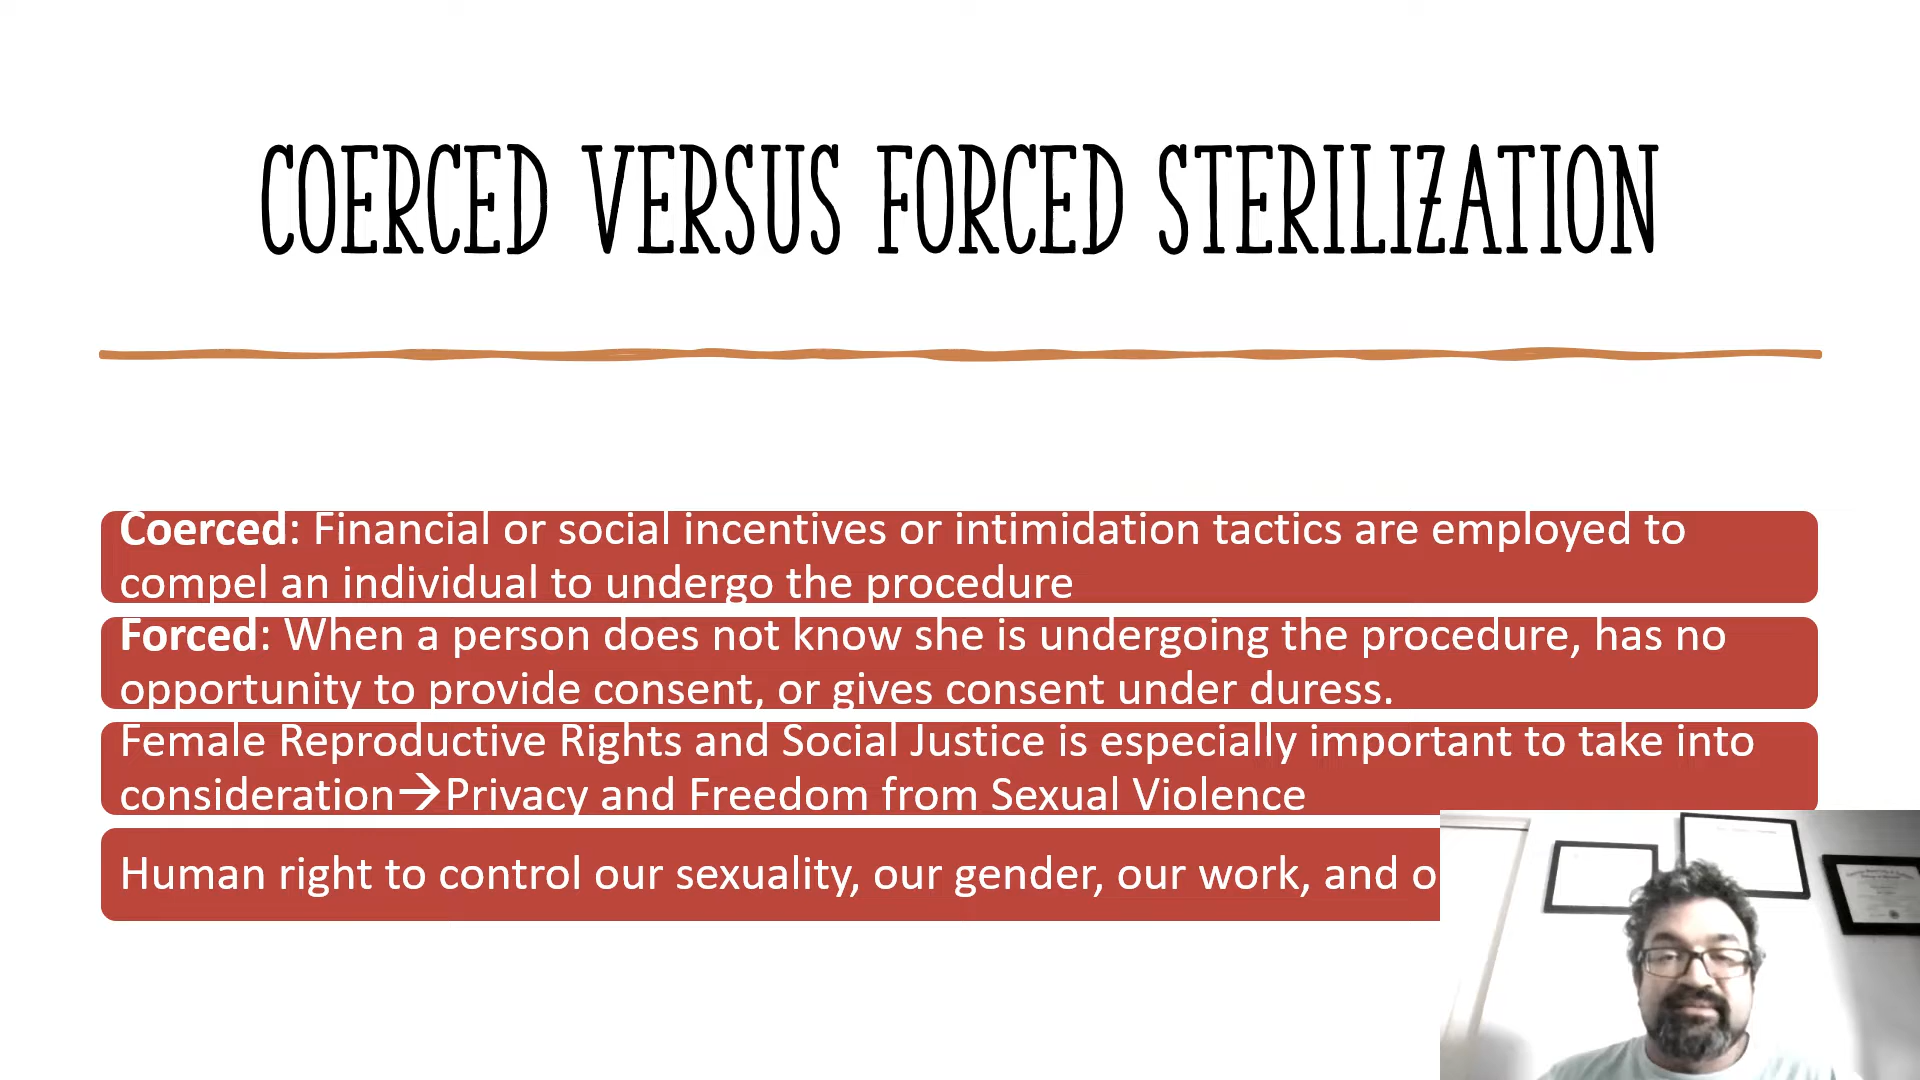 COERCED VERSUS FORCED STERILIZATION
Coerced: Financial or social incentives or intimidation tactics are employed to
compel an individual to undergo the procedure
Forced: When a person does not know she is undergoing the procedure, has no
opportunity to provide consent, or gives consent under duress.
Female Reproductive Rights and Social Justice is especially important to take into
consideration→Privacy and Freedom from Sexual Violence
Human right to control our sexuality, our gender, our work, and o